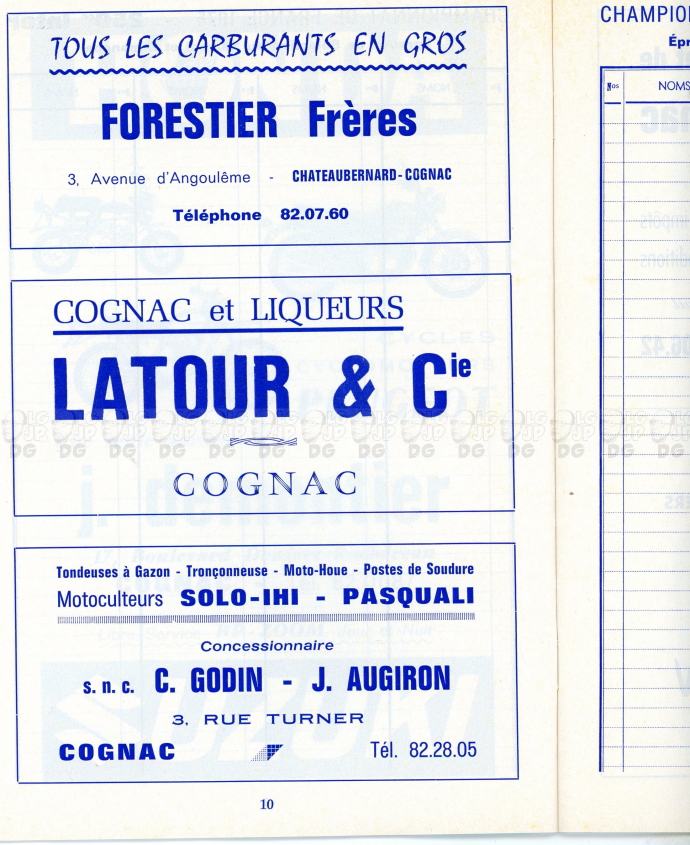 TOUS LES CARBURANTS EN GROS
FORESTIER Frères
3, Avenue d'Angoulême - CHATEAUBERNARD-COGNAC
Téléphone 82.07.60
COGNAC et LIQUEURS
LATOUR & Cie
COGNAC
Tondeuses à Gazon - Tronçonneuse - Moto-Houe - Postes de Soudure
Motoculteurs SOLO-IHI - PASQUALI
Concessionnaire
s. n. c. C. GODIN - J. AUGIRON
3, RUE TURNER
COGNAC Tél. 82.28.05
10
CHAMPIO
Épr
Nos NOMS